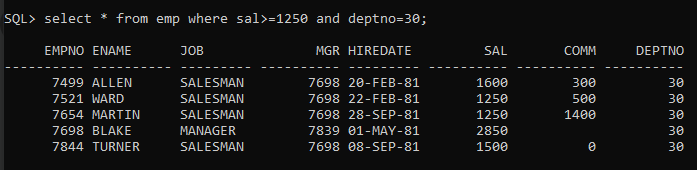 SQL> select * from emp where sal>=1250 and deptno=30;
     EMPNO ENAME      JOB              MGR HIREDATE         SAL       COMM     DEPTNO
---------- ---------- --------- ---------- --------- ---------- ---------- ----------
      7499 ALLEN      SALESMAN        7698 20-FEB-81       1600        300         30
      7521 WARD       SALESMAN        7698 22-FEB-81       1250        500         30
      7654 MARTIN     SALESMAN        7698 28-SEP-81       1250       1400         30
      7698 BLAKE      MANAGER         7839 01-MAY-81       2850                    30
      7844 TURNER     SALESMAN        7698 08-SEP-81       1500          0         30